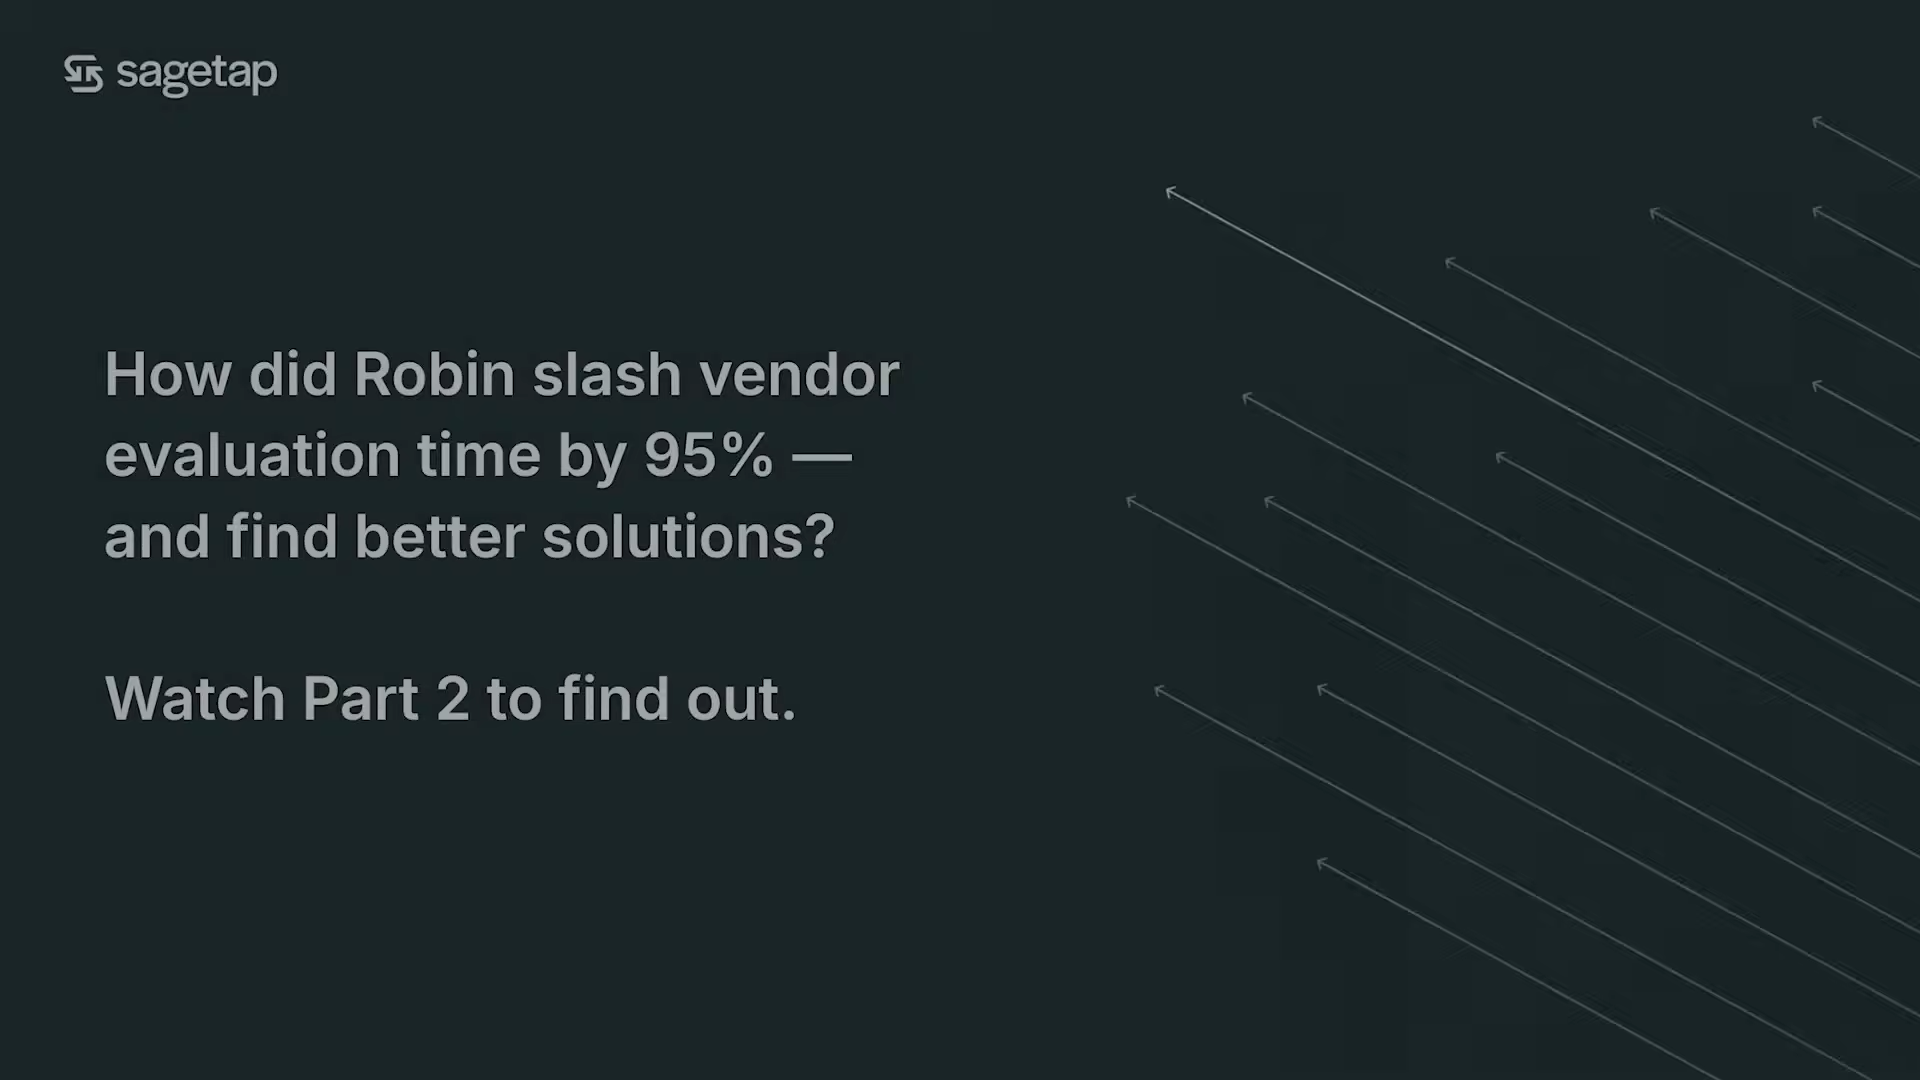 sagetap
How did Robin slash vendor
evaluation time by 95% —
and find better solutions?
Watch Part 2 to find out.